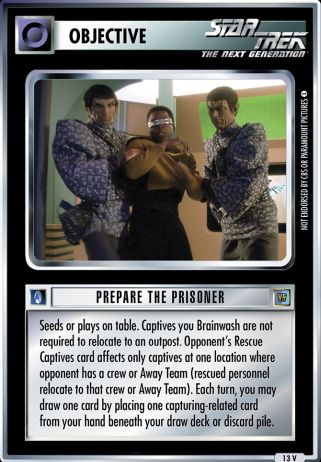 OBJECTIVE
STAR TREK
THE NEXT GENERATION®
NOT ENDORSED BY CBS OR PARAMOUNT PICTURES
PREPARE THE PRISONER
Seeds or plays on table. Captives you Brainwash are not
required to relocate to an outpost. Opponent's Rescue
Captives card affects only captives at one location where
opponent has a crew or Away Team (rescued personnel
relocate to that crew or Away Team). Each turn, you may
draw one card by placing one capturing-related card
from your hand beneath your draw deck or discard pile.
13 V